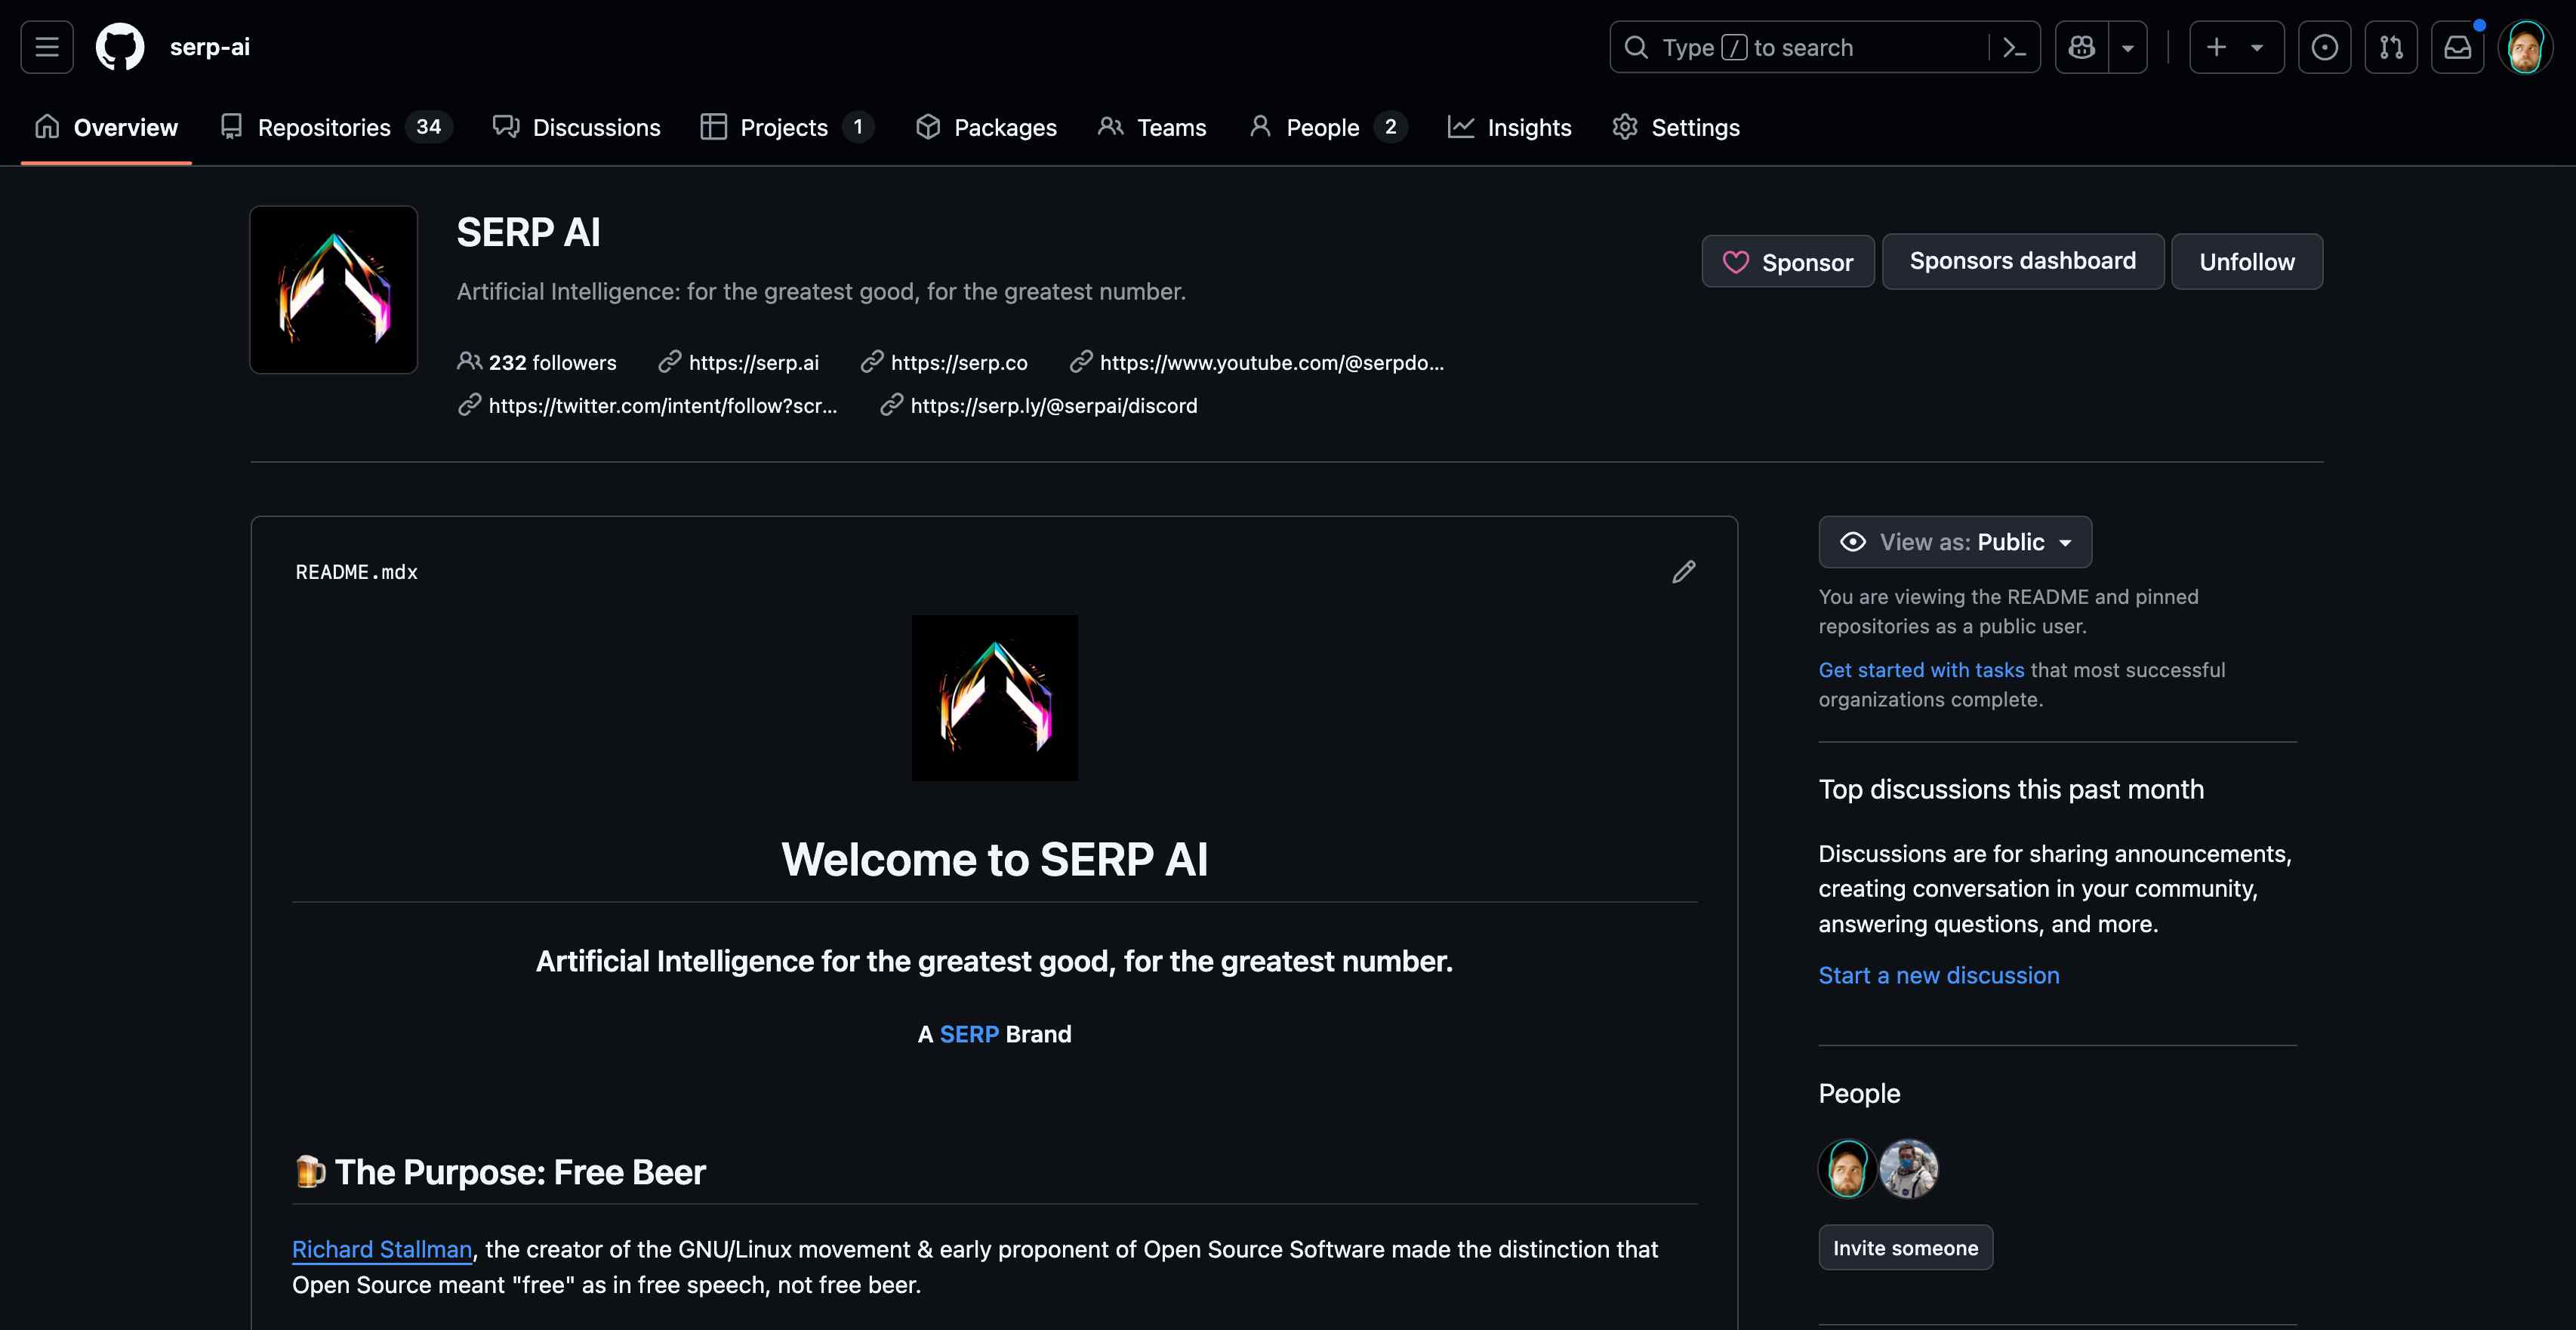 serp-ai
Type / to search
Overview
Repositories 34
Discussions
Projects 1
Packages
Teams
People 2
Insights
Settings
SERP AI
Artificial Intelligence: for the greatest good, for the greatest number.
232 followers
https://serp.ai
https://serp.co
https://www.youtube.com/@serpdo...
https://twitter.com/intent/follow?scr...
https://serp.ly/@serpai/discord
Sponsor
Sponsors dashboard
Unfollow
README.mdx
Welcome to SERP AI
Artificial Intelligence for the greatest good, for the greatest number.
A SERP Brand
🍺 The Purpose: Free Beer
Richard Stallman, the creator of the GNU/Linux movement & early proponent of Open Source Software made the distinction that
Open Source meant "free" as in free speech, not free beer.
View as: Public
You are viewing the README and pinned
repositories as a public user.
Get started with tasks that most successful
organizations complete.
Top discussions this past month
Discussions are for sharing announcements,
creating conversation in your community,
answering questions, and more.
Start a new discussion
People
Invite someone